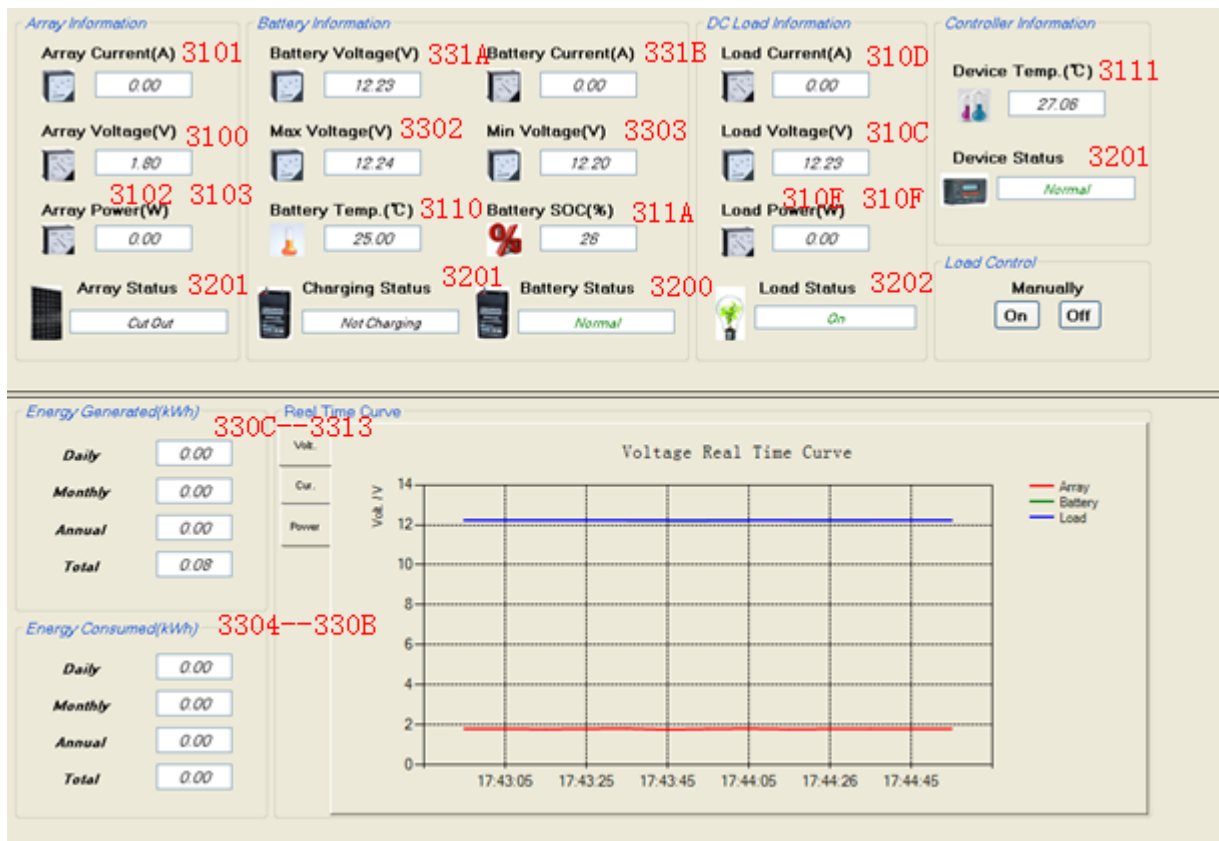 Array Information
Array Current(A) 3101
0.00
Array Voltage(V) 3100
1.80
3102 3103
Array Power(W)
0.00
Array Status 3201
Cut Out
Battery Information
Battery Voltage(V) 331A
12.23
Battery Current(A) 331B
0.00
Max Voltage(V) 3302
12.24
Min Voltage(V) 3303
12.20
Battery Temp.(℃) 3110
25.00
Battery SOC(%) 311A
26
Charging Status 3201
Not Charging
Battery Status 3200
Normal
DC Load Information
Load Current(A) 310D
0.00
Load Voltage(V) 310C
12.23
310E 310F
Load Power(W)
0.00
Load Status 3202
On
Controller Information
Device Temp.(℃) 3111
27.06
Device Status 3201
Normal
Load Control
Manually
On Off
Energy Generated(kWh)
330C--3313
Daily 0.00
Monthly 0.00
Annual 0.00
Total 0.08
Energy Consumed(kWh) 3304--330B
Daily 0.00
Monthly 0.00
Annual 0.00
Total 0.00
Real Time Curve
Volt.
Cur.
Power
Voltage Real Time Curve
Volt. / V
14
12
10
8
6
4
2
0
17:43:05 17:43:25 17:43:45 17:44:05 17:44:26 17:44:45
Array
Battery
Load